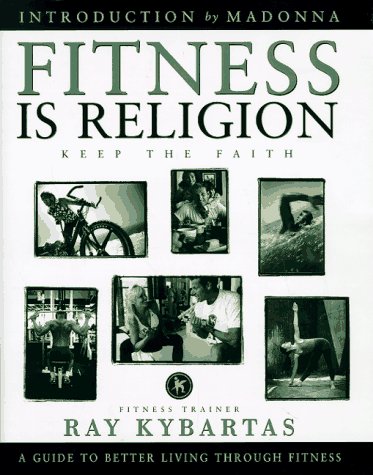 INTRODUCTION by MADONNA
FITNESS
IS RELIGION
KEEP THE FAITH
K
FITNESS TRAINER
RAY KYBARTAS
A GUIDE TO BETTER LIVING THROUGH FITNESS